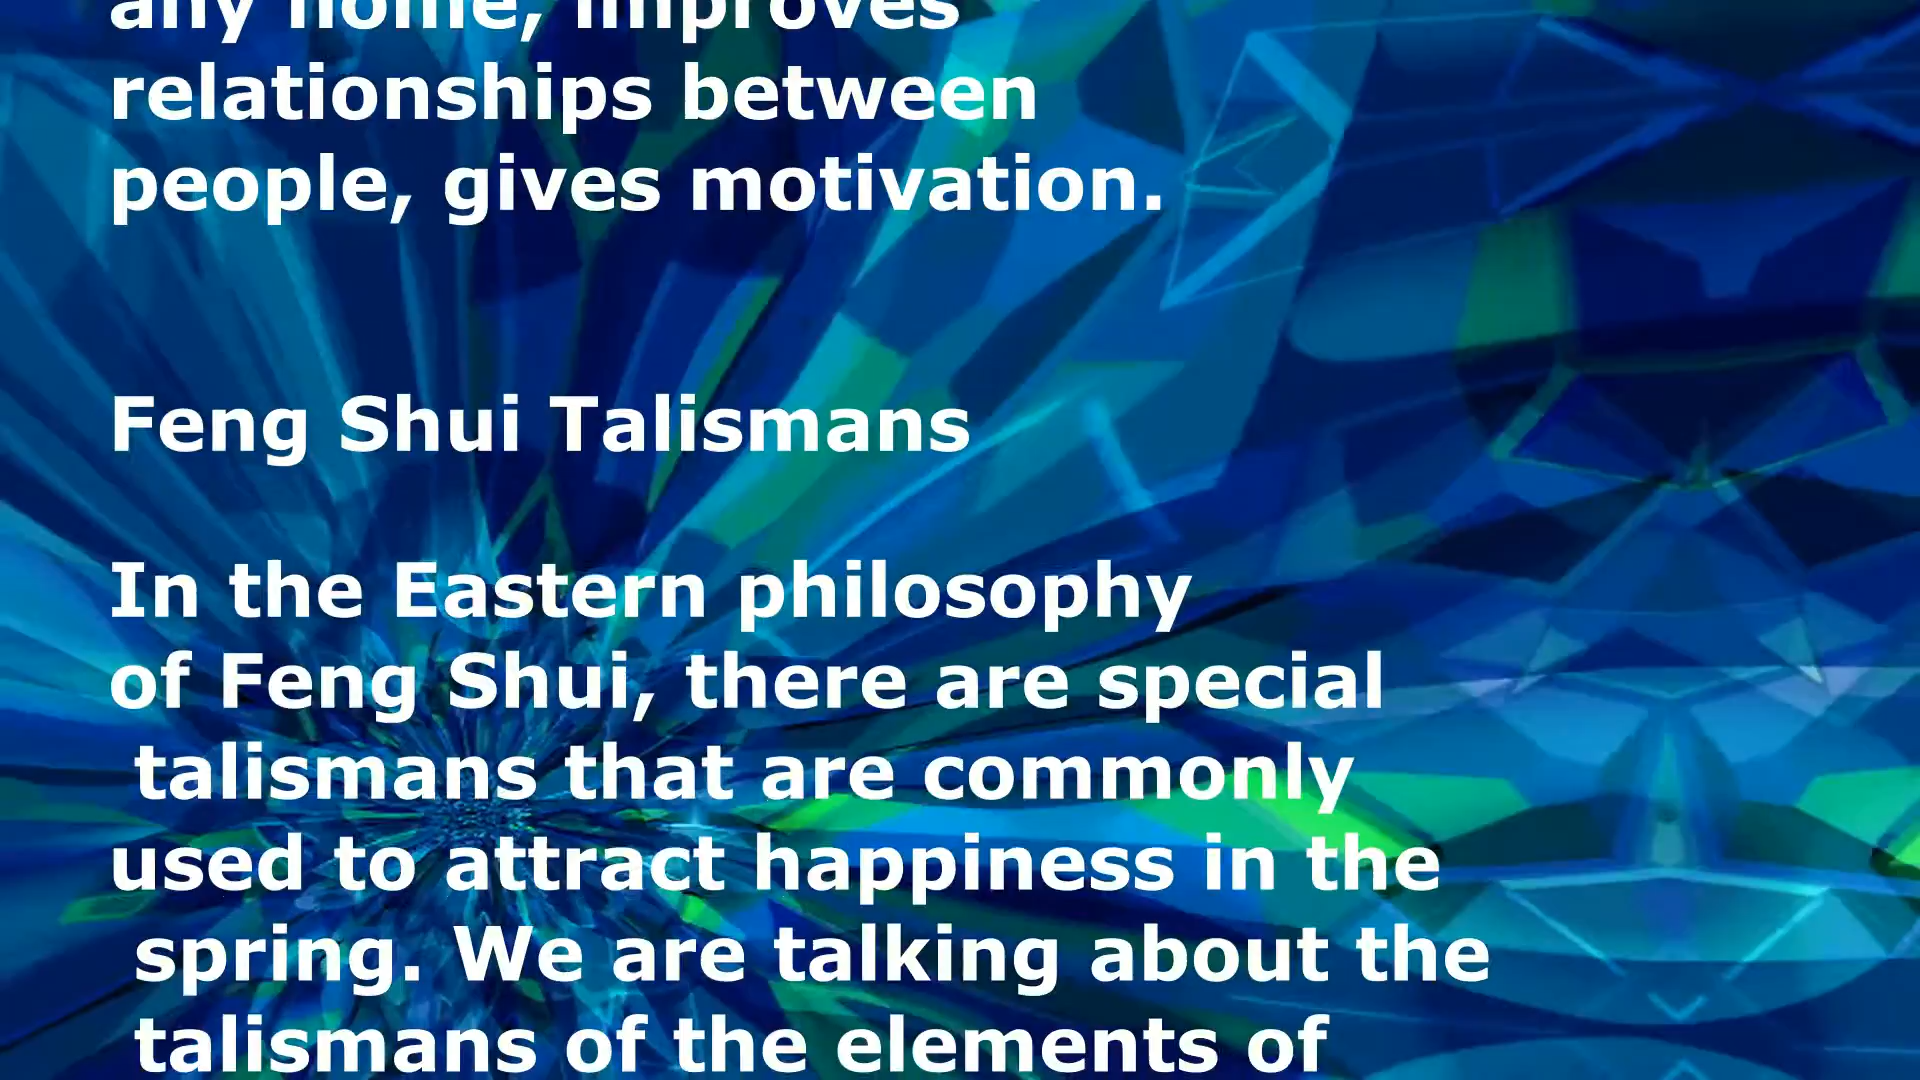 any home, improves
relationships between
people, gives motivation.
Feng Shui Talismans
In the Eastern philosophy
of Feng Shui, there are special
talismans that are commonly
used to attract happiness in the
spring. We are talking about the
talismans of the elements of